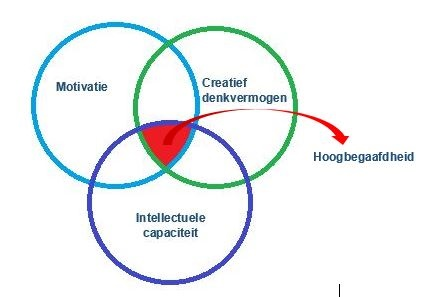 Motivatie
Creatief
denkvermogen
Hoogbegaafdheid
Intellectuele
capaciteit